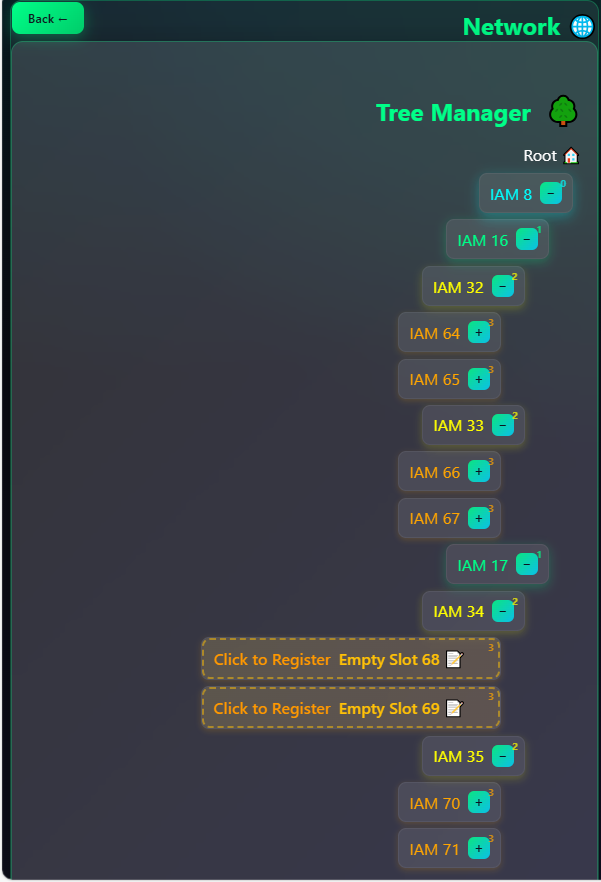 Back ←
Network 🌐
Tree Manager 🌳
Root 🏠
IAM 8 − 0
IAM 16 − 1
IAM 32 − 2
IAM 64 + 3
IAM 65 + 3
IAM 33 − 2
IAM 66 + 3
IAM 67 + 3
IAM 17 − 1
IAM 34 − 2
Click to Register Empty Slot 68 📝 3
Click to Register Empty Slot 69 📝 3
IAM 35 − 2
IAM 70 + 3
IAM 71 + 3